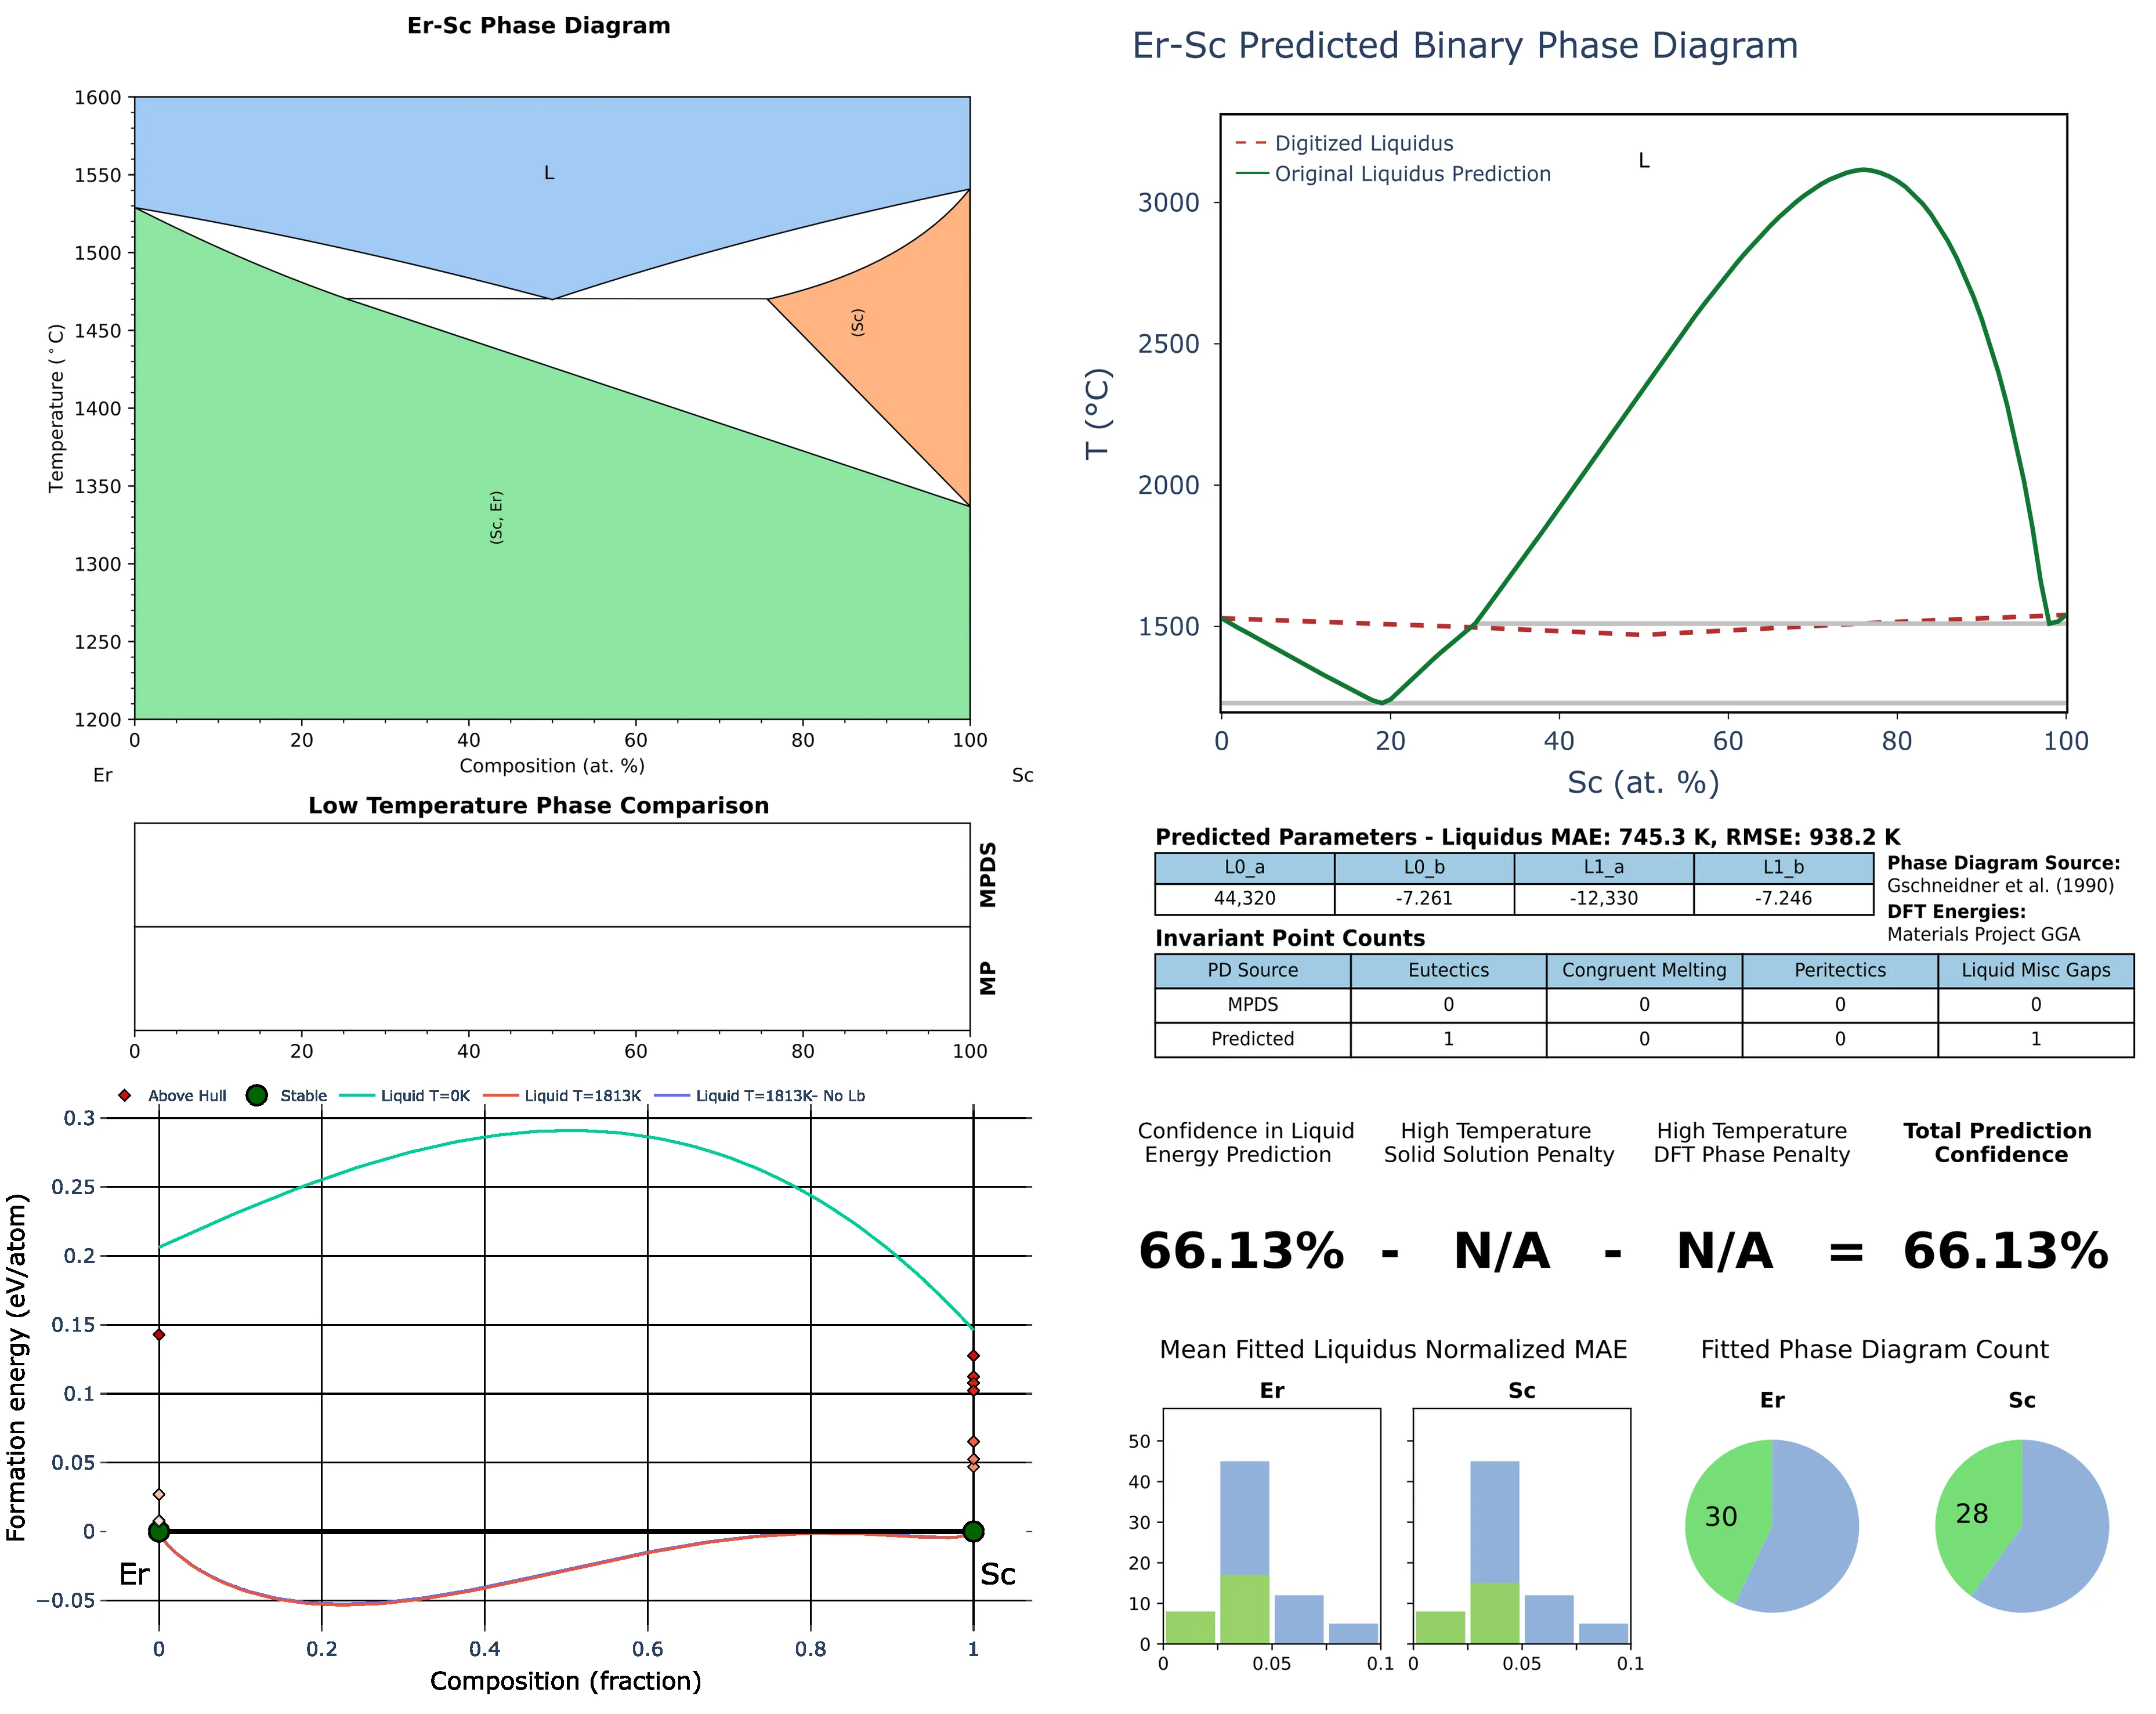 Er-Sc Phase Diagram
1600
1550
1500
1450
1400
1350
1300
1250
1200
Temperature (°C)
L
(Sc)
(Sc, Er)
0 20 40 60 80 100
Composition (at. %)
Er Sc
Er-Sc Predicted Binary Phase Diagram
Digitized Liquidus
Original Liquidus Prediction
L
3000
2500
2000
1500
T (°C)
0 20 40 60 80 100
Sc (at. %)
Low Temperature Phase Comparison
MPDS
MP
0 20 40 60 80 100
Predicted Parameters - Liquidus MAE: 745.3 K, RMSE: 938.2 K
L0_a L0_b L1_a L1_b
44,320 -7.261 -12,330 -7.246
Phase Diagram Source:
Gschneidner et al. (1990)
DFT Energies:
Materials Project GGA
Invariant Point Counts
PD Source Eutectics Congruent Melting Peritectics Liquid Misc Gaps
MPDS 0 0 0 0
Predicted 1 0 0 1
Above Hull Stable Liquid T=0K Liquid T=1813K Liquid T=1813K- No Lb
0.3
0.25
0.2
0.15
0.1
0.05
0
−0.05
Formation energy (eV/atom)
Er Sc
0 0.2 0.4 0.6 0.8 1
Composition (fraction)
Confidence in Liquid
Energy Prediction
High Temperature
Solid Solution Penalty
High Temperature
DFT Phase Penalty
Total Prediction
Confidence
66.13% - N/A - N/A = 66.13%
Mean Fitted Liquidus Normalized MAE
Er Sc
50
40
30
20
10
0
0 0.05 0.1 0 0.05 0.1
Fitted Phase Diagram Count
Er Sc
30 28